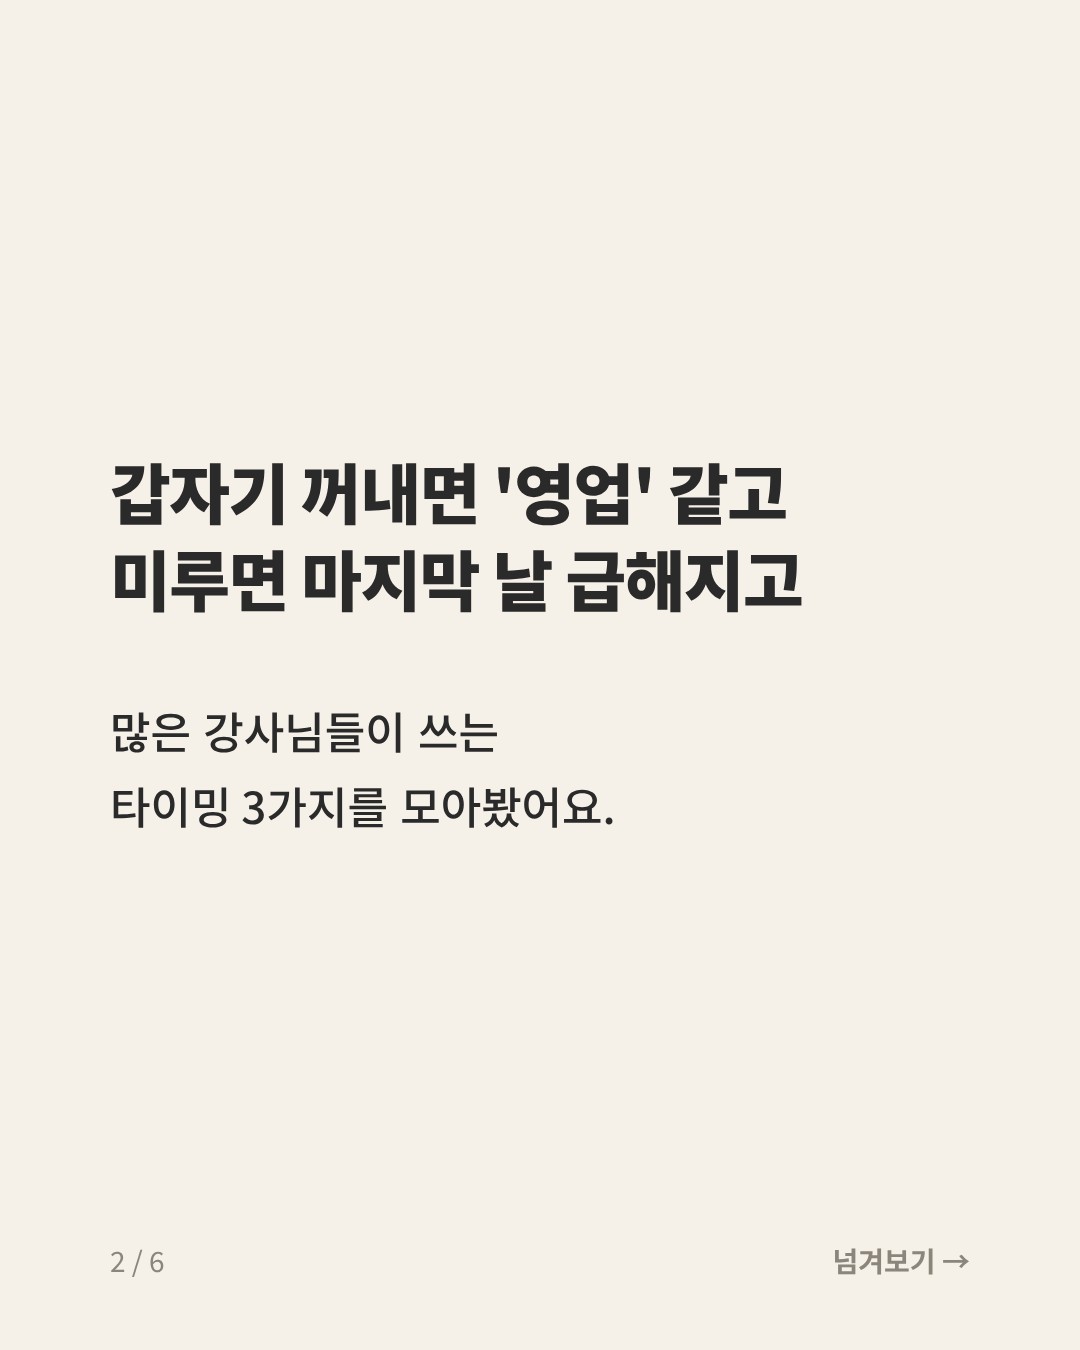 갑자기 꺼내면 '영업' 같고
미루면 마지막 날 급해지고
많은 강사님들이 쓰는
타이밍 3가지를 모아봤어요.
2 / 6
넘겨보기 →